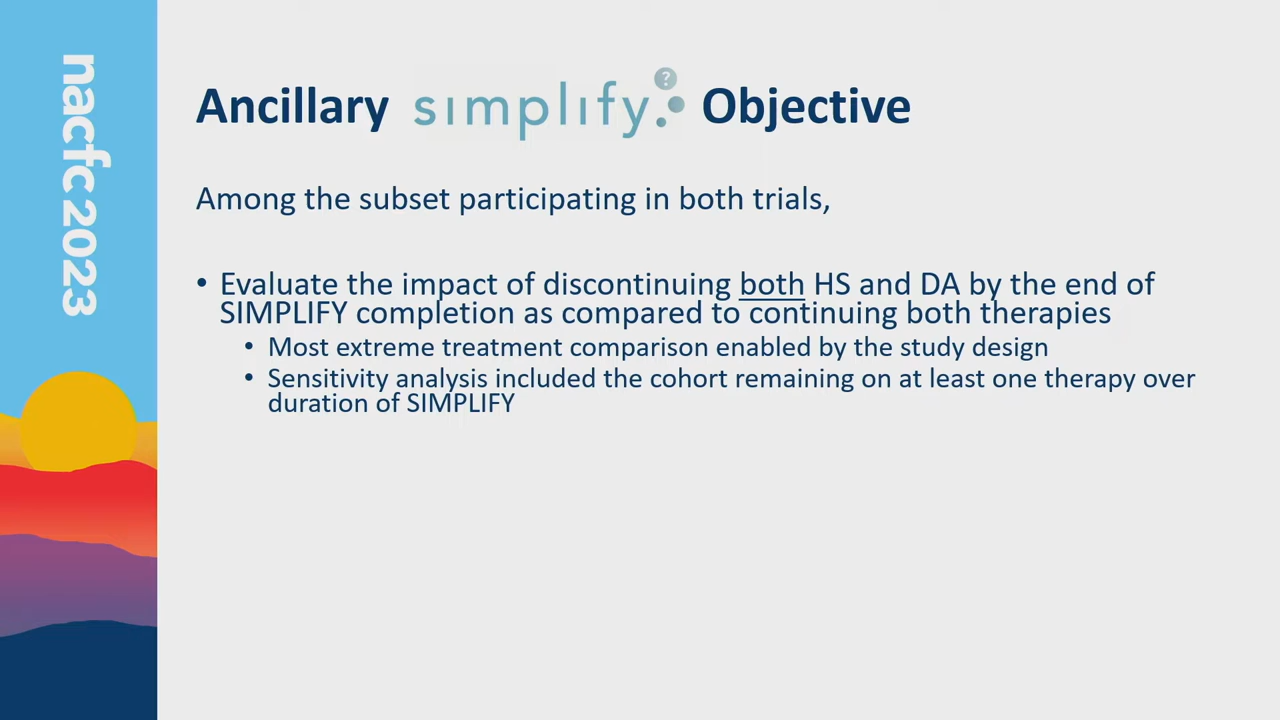 nacfc 2023
Ancillary simplify ? Objective
Among the subset participating in both trials,
• Evaluate the impact of discontinuing both HS and DA by the end of
SIMPLIFY completion as compared to continuing both therapies
• Most extreme treatment comparison enabled by the study design
• Sensitivity analysis included the cohort remaining on at least one therapy over
duration of SIMPLIFY